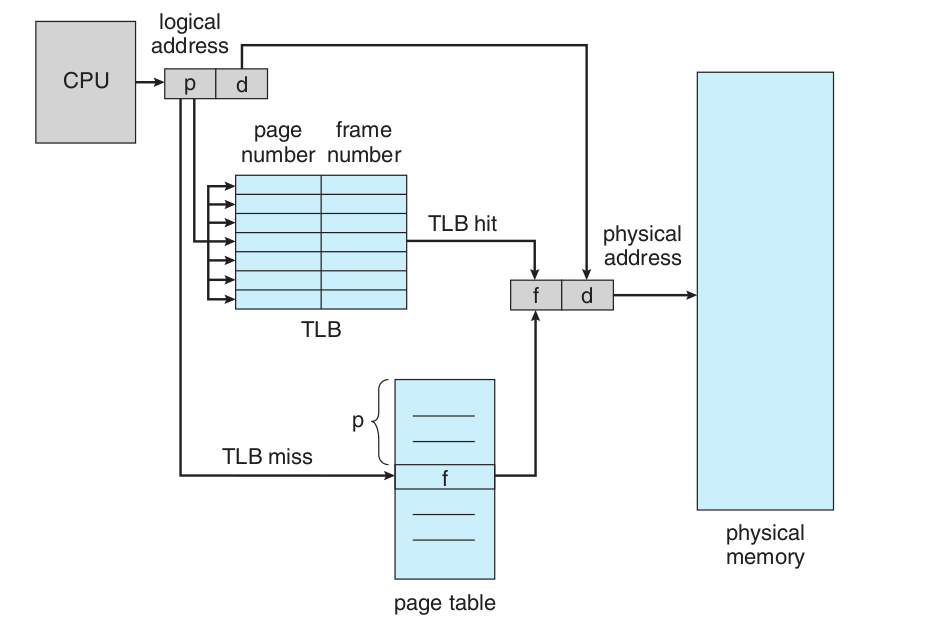 logical
address
CPU
p
d
page
number
frame
number
TLB hit
physical
address
f
d
TLB
p
TLB miss
f
physical
memory
page table